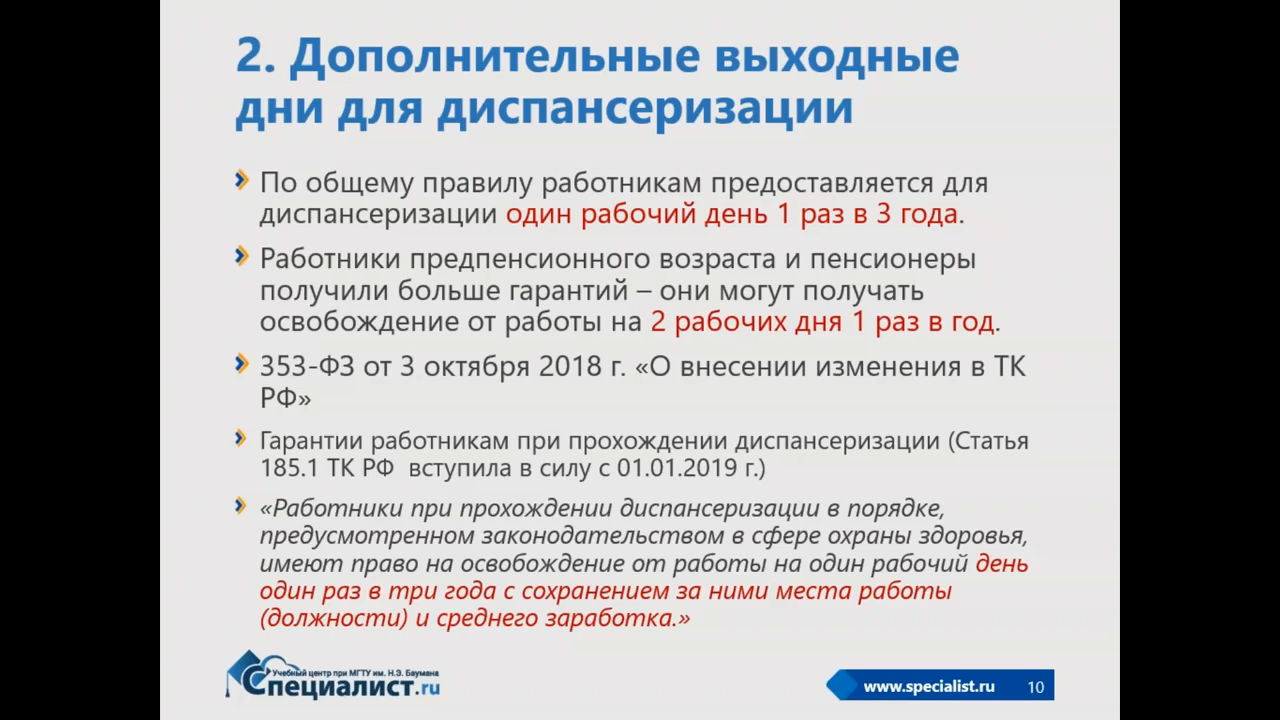 2. Дополнительные выходные
дни для диспансеризации
По общему правилу работникам предоставляется для
диспансеризации один рабочий день 1 раз в 3 года.
Работники предпенсионного возраста и пенсионеры
получили больше гарантий – они могут получать
освобождение от работы на 2 рабочих дня 1 раз в год.
353-ФЗ от 3 октября 2018 г. «О внесении изменения в ТК
РФ»
Гарантии работникам при прохождении диспансеризации (Статья
185.1 ТК РФ вступила в силу с 01.01.2019 г.)
«Работники при прохождении диспансеризации в порядке,
предусмотренном законодательством в сфере охраны здоровья,
имеют право на освобождение от работы на один рабочий день
один раз в три года с сохранением за ними места работы
(должности) и среднего заработка.»
Учебный центр при МГТУ им. Н.Э. Баумана
Специалист.ru
www.specialist.ru 10